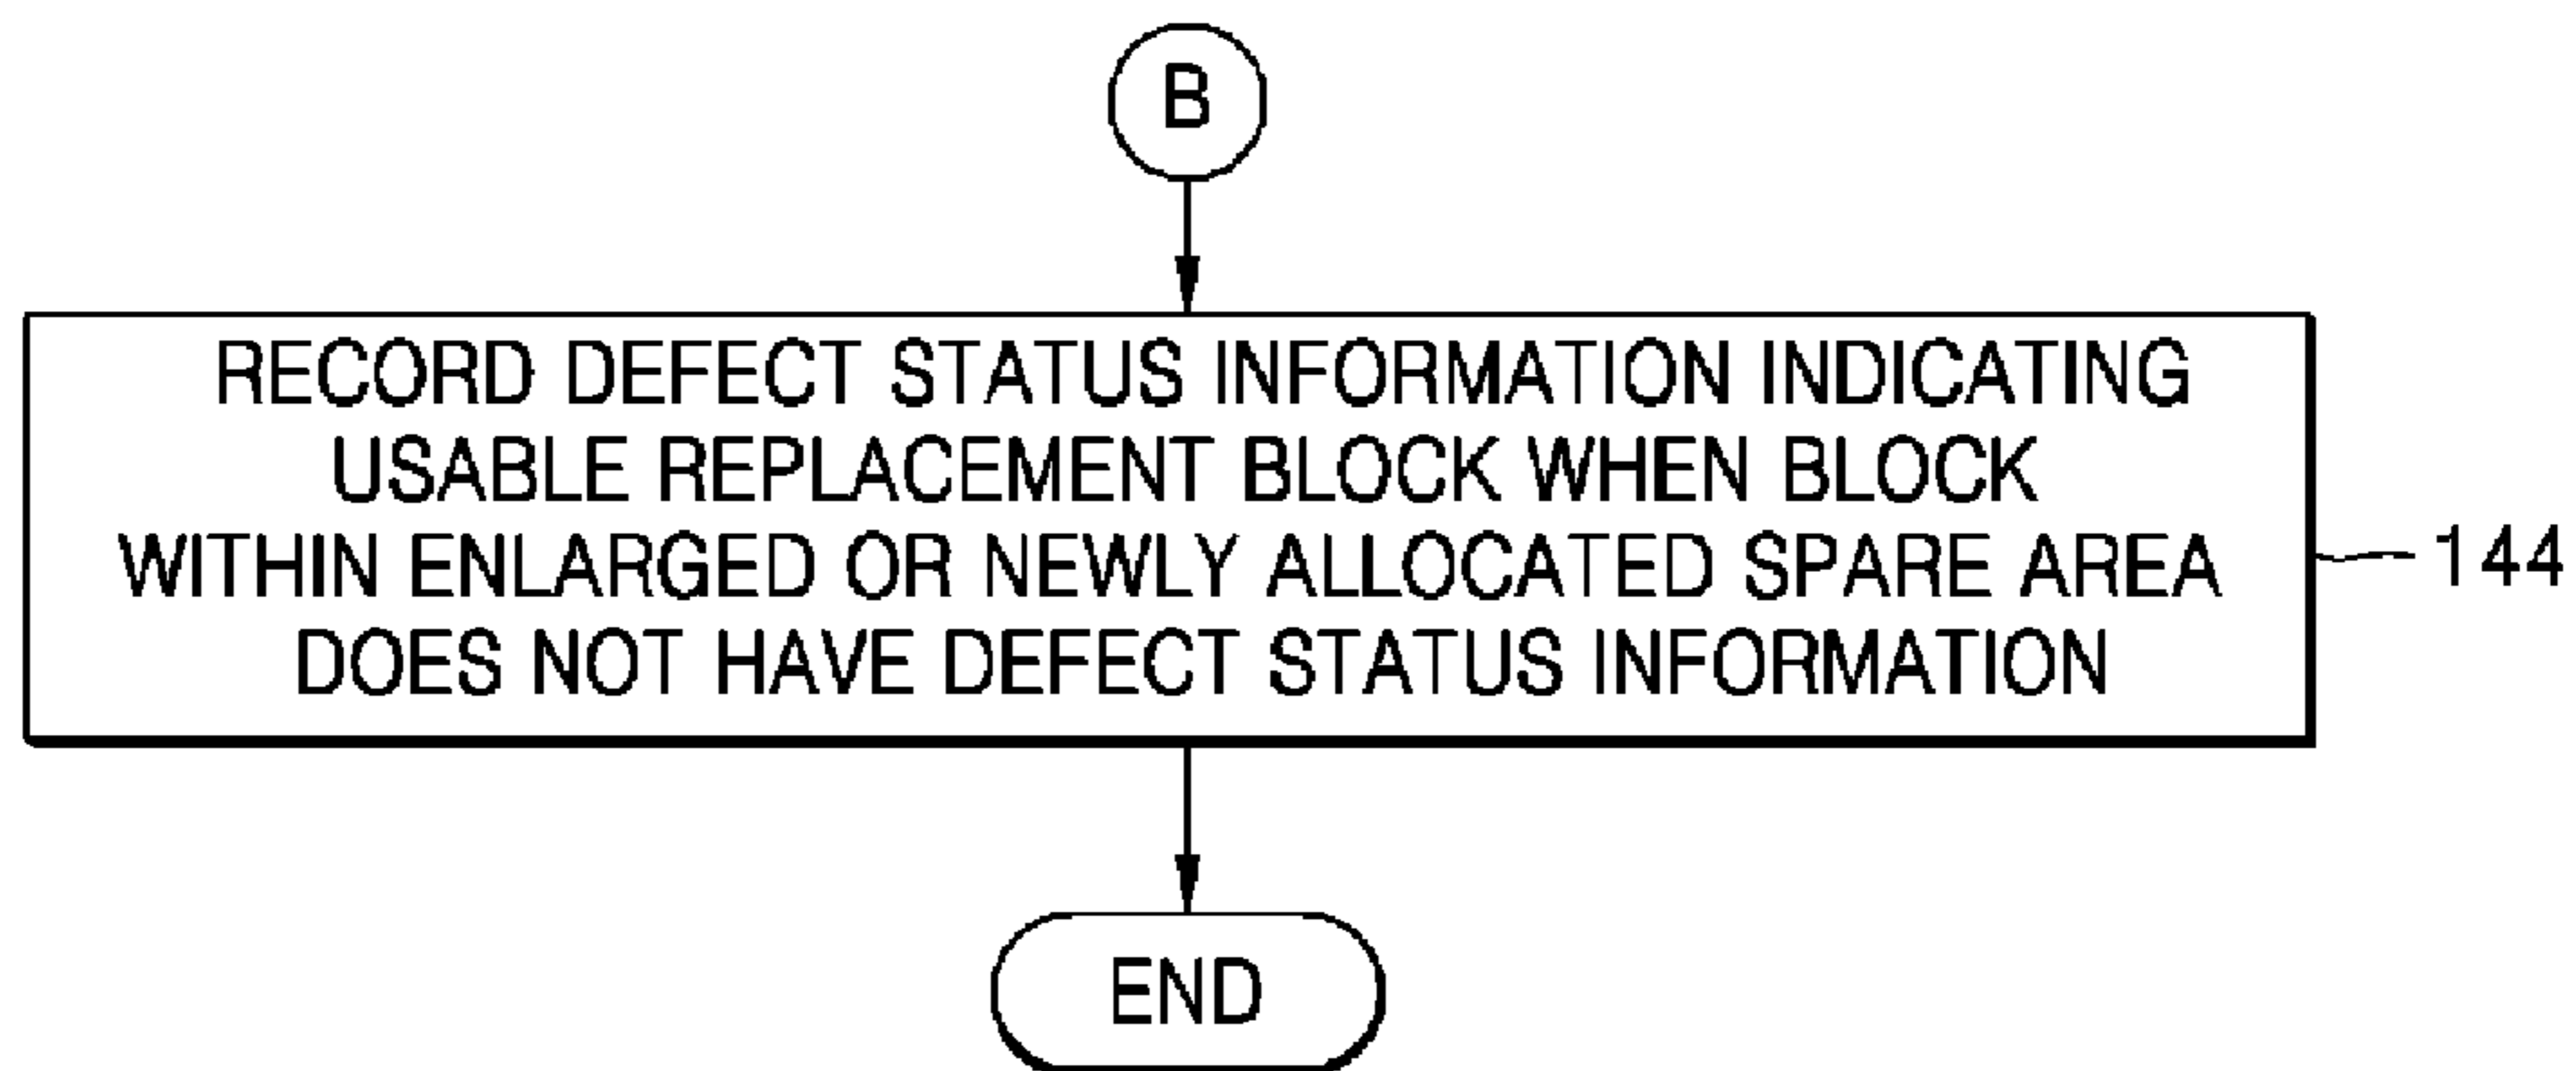 B
RECORD DEFECT STATUS INFORMATION INDICATING
USABLE REPLACEMENT BLOCK WHEN BLOCK
WITHIN ENLARGED OR NEWLY ALLOCATED SPARE AREA
DOES NOT HAVE DEFECT STATUS INFORMATION
144
END